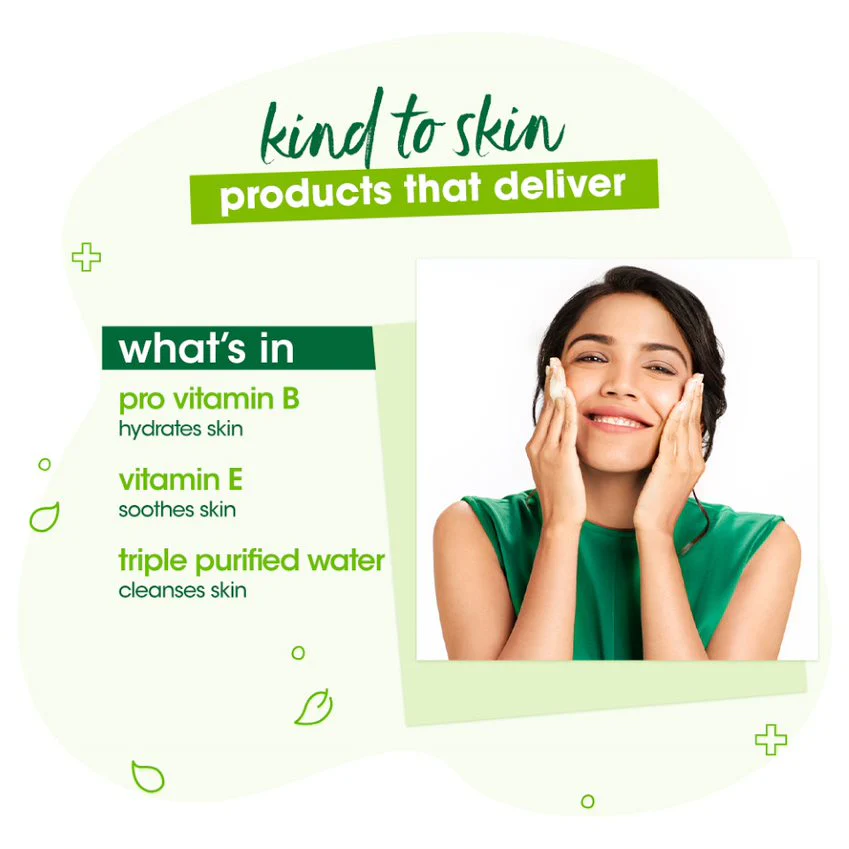 kind to skin
products that deliver
what's in
pro vitamin B
hydrates skin
vitamin E
soothes skin
triple purified water
cleanses skin